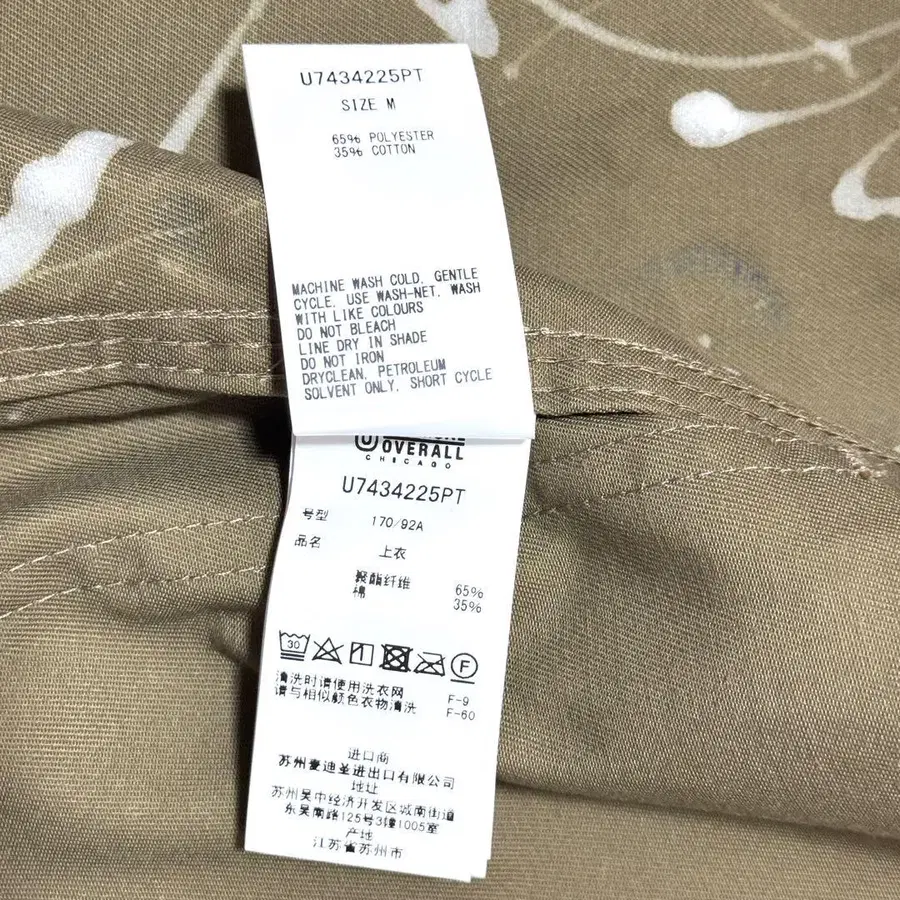 U7434225PT
SIZE M
65% POLYESTER
35% COTTON
MACHINE WASH COLD, GENTLE
CYCLE, USE WASH-NET, WASH
WITH LIKE COLOURS
DO NOT BLEACH
LINE DRY IN SHADE
DO NOT IRON
DRYCLEAN, PETROLEUM
SOLVENT ONLY, SHORT CYCLE
OVERALL
CHICAGO
U7434225PT
号型 170/92A
品名 上衣
聚酯纤维 65%
棉 35%
30
F
清洗时请使用洗衣网 F-9
请与相似颜色衣物清洗 F-60
进口商
苏州麦迪圣进出口有限公司
地址
苏州吴中经济开发区城南街道
东吴南路125号3幢1005室
产地
江苏省苏州市